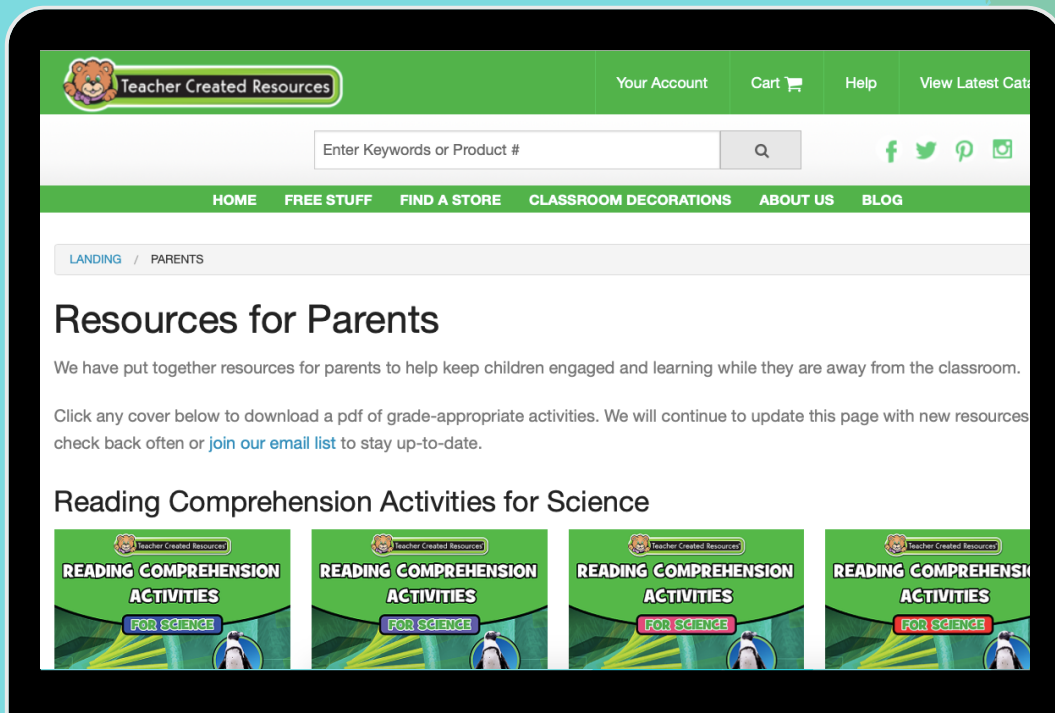 Teacher Created Resources
Your Account Cart Help View Latest Cata
Enter Keywords or Product #
HOME FREE STUFF FIND A STORE CLASSROOM DECORATIONS ABOUT US BLOG
LANDING / PARENTS
Resources for Parents
We have put together resources for parents to help keep children engaged and learning while they are away from the classroom.
Click any cover below to download a pdf of grade-appropriate activities. We will continue to update this page with new resources
check back often or join our email list to stay up-to-date.
Reading Comprehension Activities for Science
Teacher Created Resources Teacher Created Resources Teacher Created Resources Teacher Created Resources
READING COMPREHENSION READING COMPREHENSION READING COMPREHENSION READING COMPREHENSI
ACTIVITIES ACTIVITIES ACTIVITIES ACTIVITIES
FOR SCIENCE FOR SCIENCE FOR SCIENCE FOR SCIENCE